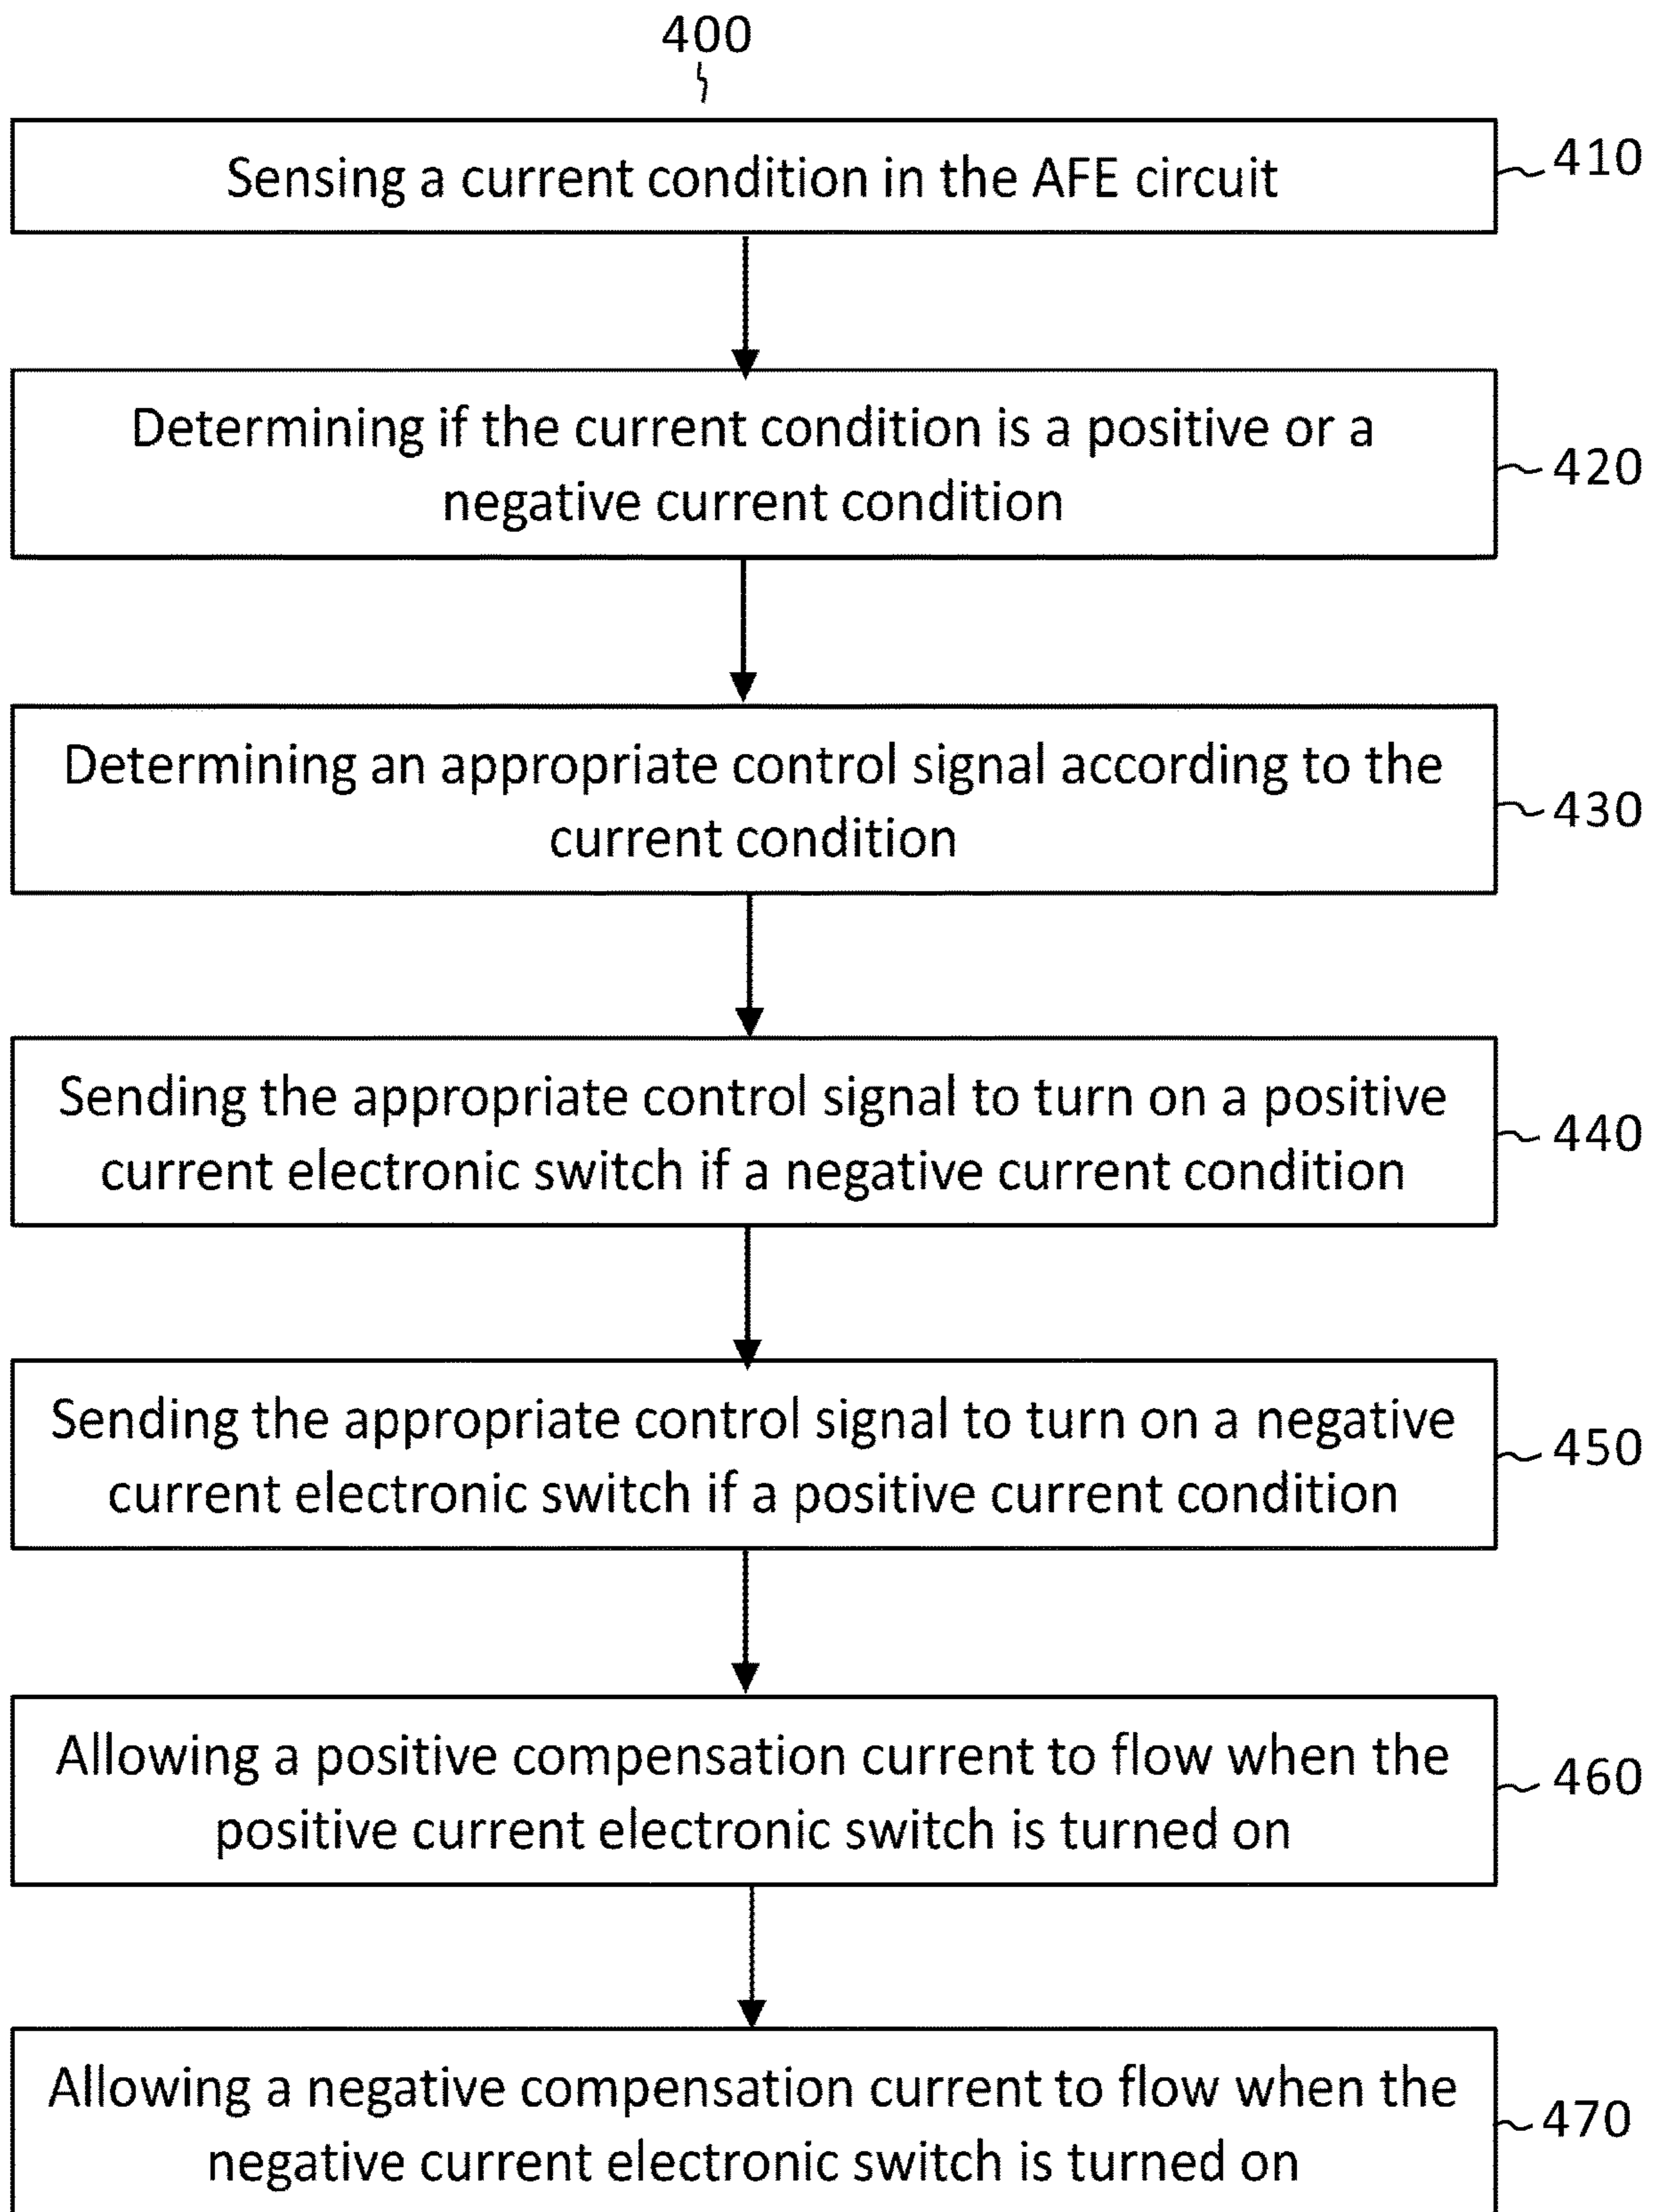 400
Sensing a current condition in the AFE circuit
410
Determining if the current condition is a positive or a
negative current condition
420
Determining an appropriate control signal according to the
current condition
430
Sending the appropriate control signal to turn on a positive
current electronic switch if a negative current condition
440
Sending the appropriate control signal to turn on a negative
current electronic switch if a positive current condition
450
Allowing a positive compensation current to flow when the
positive current electronic switch is turned on
460
Allowing a negative compensation current to flow when the
negative current electronic switch is turned on
470